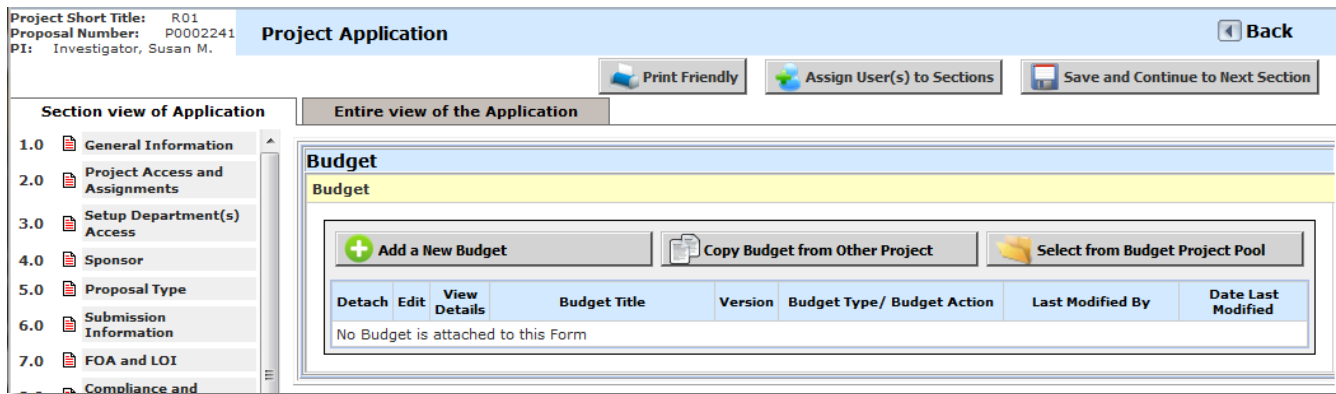 Project Short Title: R01
Proposal Number: P0002241
PI: Investigator, Susan M.
Project Application
Back
Print Friendly
Assign User(s) to Sections
Save and Continue to Next Section
Section view of Application
Entire view of the Application
1.0 General Information
2.0 Project Access and
Assignments
3.0 Setup Department(s)
Access
4.0 Sponsor
5.0 Proposal Type
6.0 Submission
Information
7.0 FOA and LOI
Compliance and
Budget
Budget
Add a New Budget
Copy Budget from Other Project
Select from Budget Project Pool
Detach Edit View Details Budget Title Version Budget Type/ Budget Action Last Modified By Date Last Modified
No Budget is attached to this Form